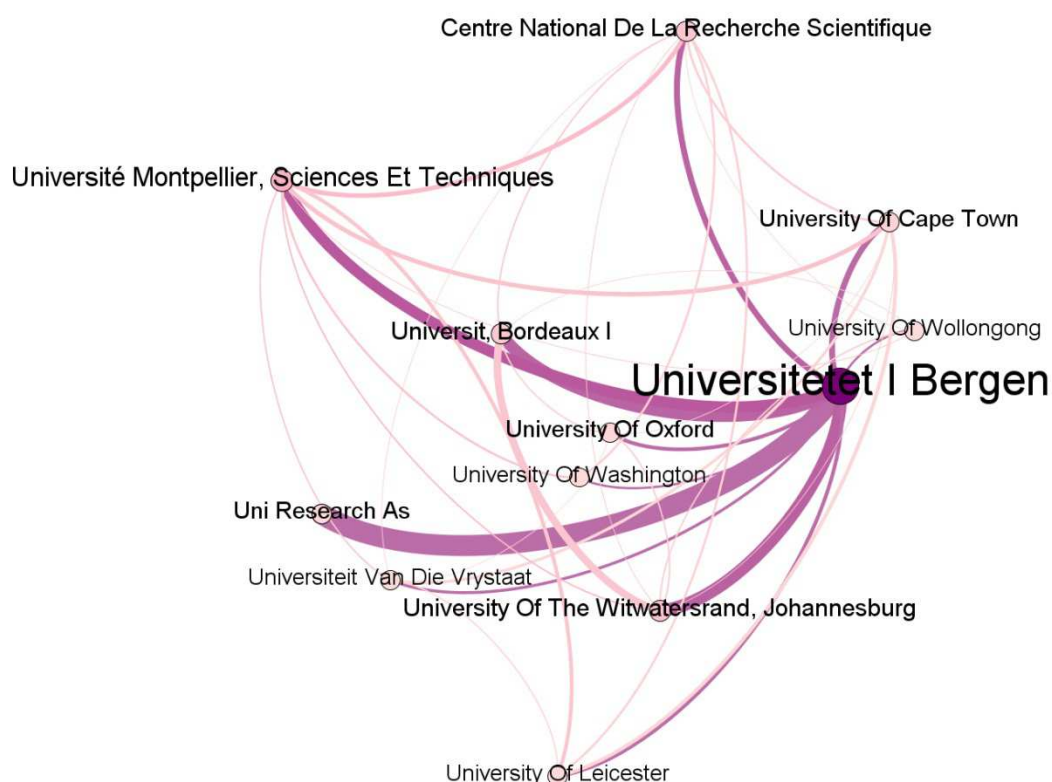 Centre National De La Recherche Scientifique
Université Montpellier, Sciences Et Techniques
University Of Cape Town
Universit, Bordeaux I
University Of Wollongong
Universitetet I Bergen
University Of Oxford
University Of Washington
Uni Research As
Universiteit Van Die Vrystaat
University Of The Witwatersrand, Johannesburg
University Of Leicester